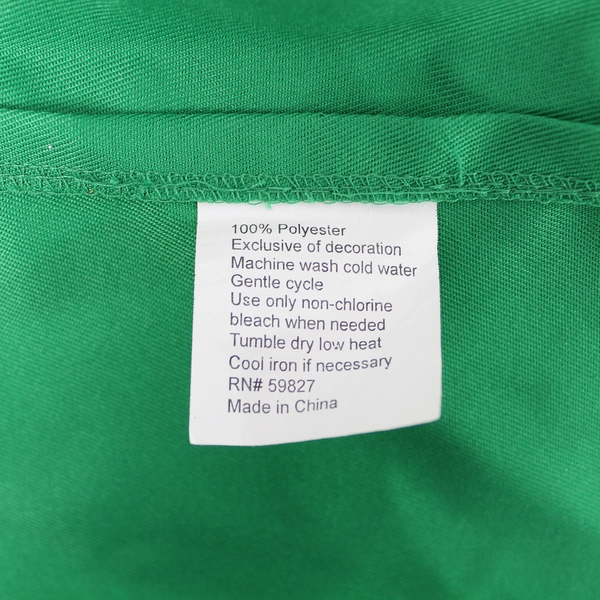 100% Polyester
Exclusive of decoration
Machine wash cold water
Gentle cycle
Use only non-chlorine
bleach when needed
Tumble dry low heat
Cool iron if necessary
RN# 59827
Made in China